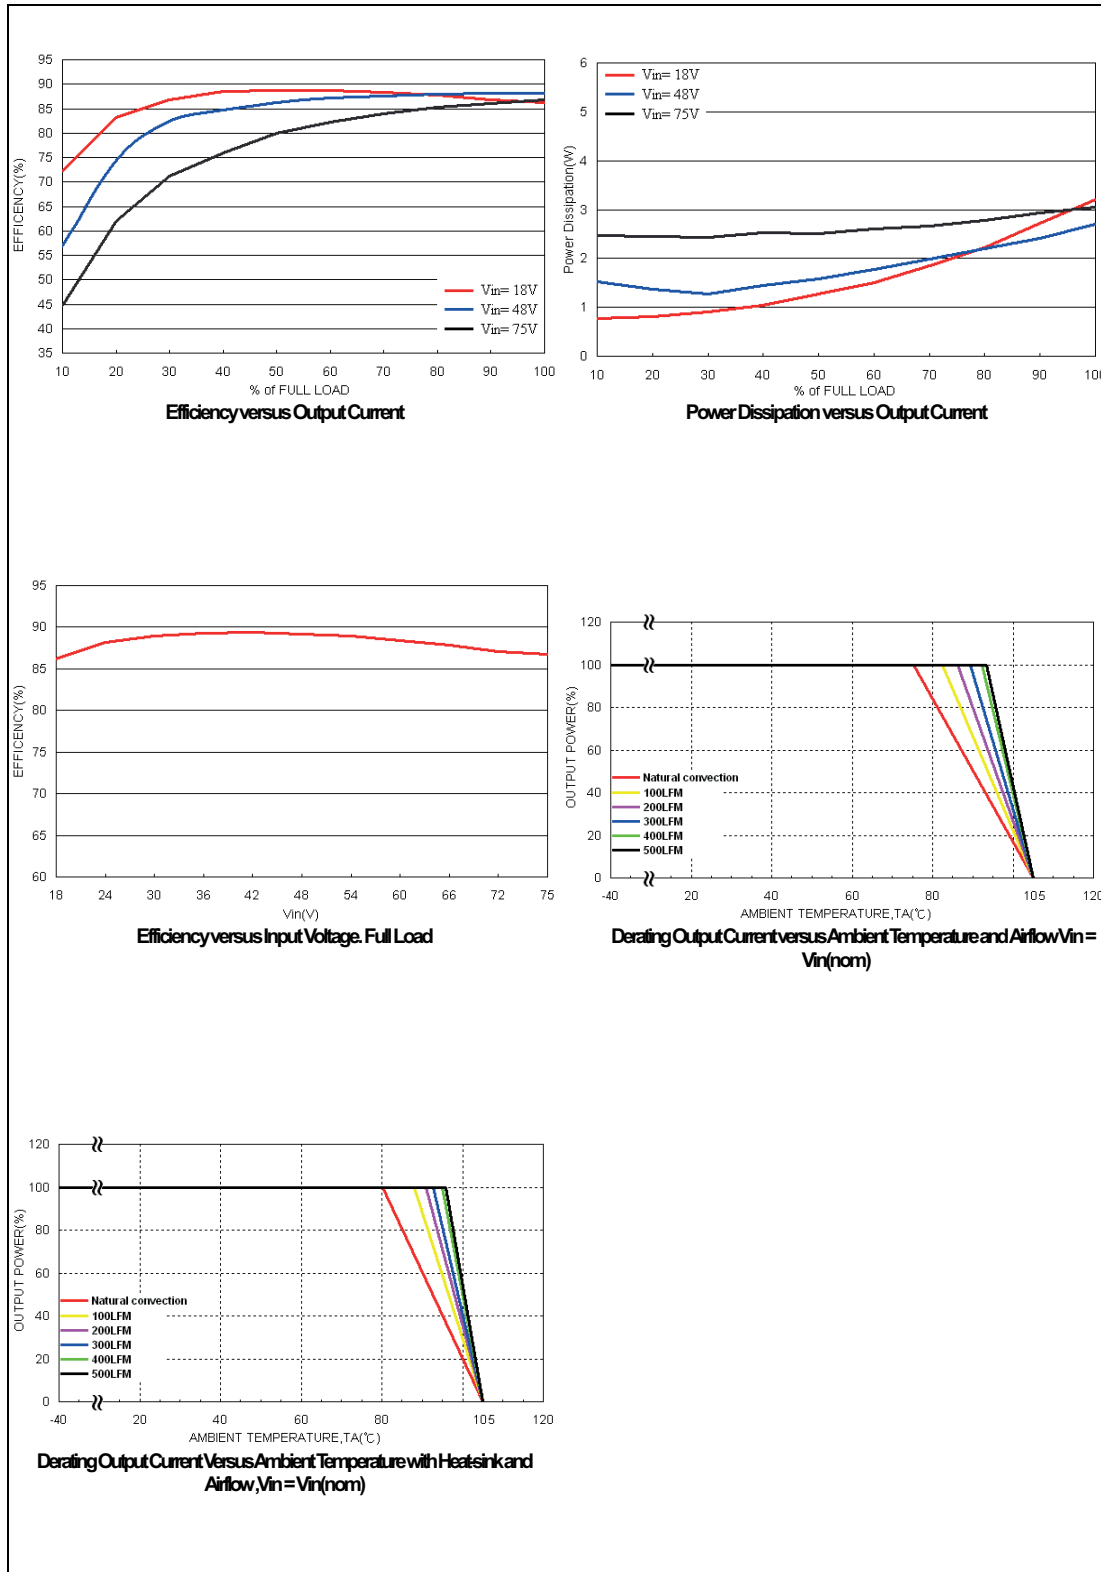 95
90
85
80
75
70
65
60
55
50
45
40
35
EFFICENCY(%)
Vin= 18V
Vin= 48V
Vin= 75V
10 20 30 40 50 60 70 80 90 100
% of FULL LOAD
Efficiency versus Output Current
6
5
4
3
2
1
0
Power Dissipation(W)
Vin= 18V
Vin= 48V
Vin= 75V
10 20 30 40 50 60 70 80 90 100
% of FULL LOAD
Power Dissipation versus Output Current
95
90
85
80
75
70
65
60
EFFICENCY(%)
18 24 30 36 42 48 54 60 66 72 75
Vin(V)
Efficiency versus Input Voltage. Full Load
120
100
80
60
40
20
0
OUTPUT POWER(%)
Natural convection
100LFM
200LFM
300LFM
400LFM
500LFM
-40 20 40 60 80 105 120
AMBIENT TEMPERATURE,TA(℃)
Derating Output Current versus Ambient Temperature and Airflow Vin =
Vin(nom)
120
100
80
60
40
20
0
OUTPUT POWER(%)
Natural convection
100LFM
200LFM
300LFM
400LFM
500LFM
-40 20 40 60 80 105 120
AMBIENT TEMPERATURE,TA(℃)
Derating Output Current Versus Ambient Temperature with Heat-sink and
Airflow, Vin = Vin(nom)